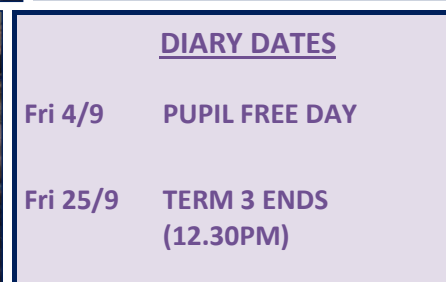 DIARY DATES
Fri 4/9 PUPIL FREE DAY
Fri 25/9 TERM 3 ENDS
(12.30PM)